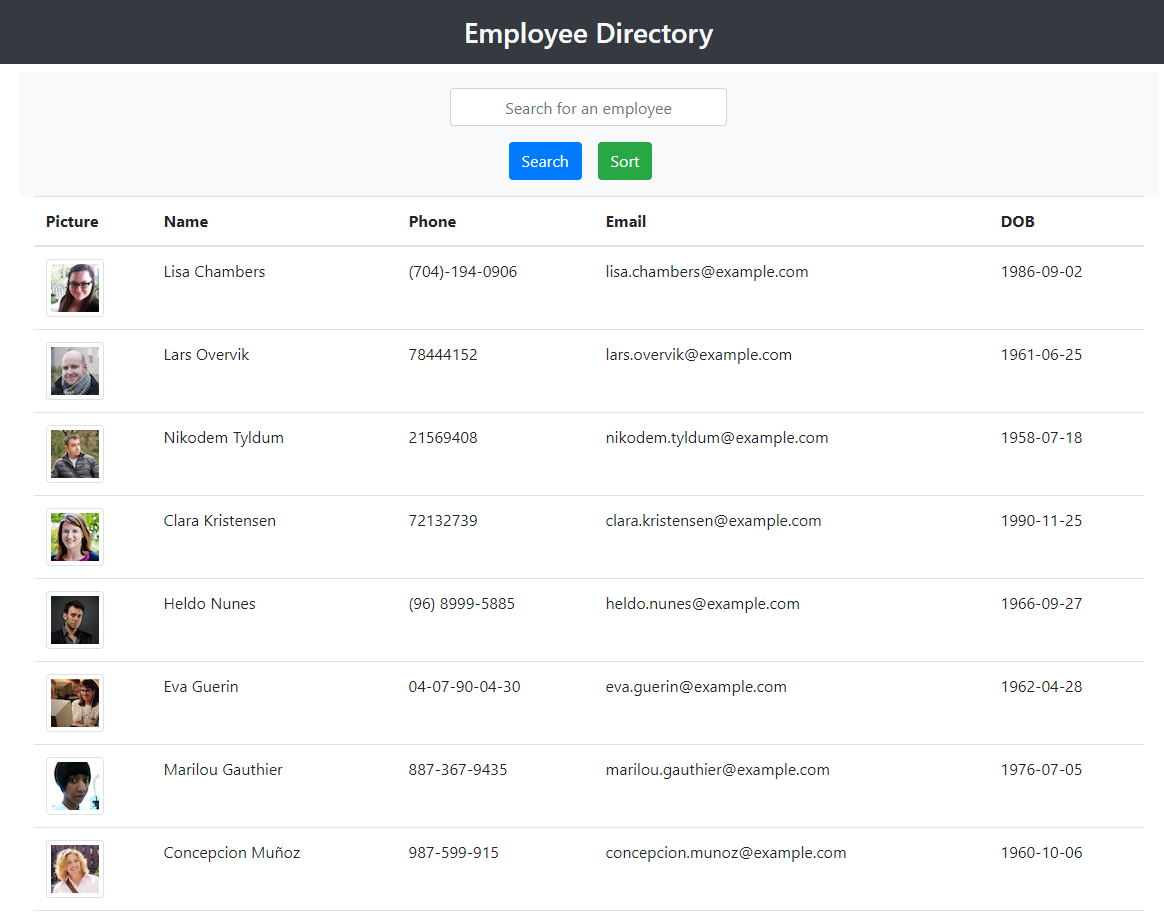 Employee Directory
Search for an employee
Search Sort
Picture Name Phone Email DOB
Lisa Chambers (704)-194-0906 lisa.chambers@example.com 1986-09-02
Lars Overvik 78444152 lars.overvik@example.com 1961-06-25
Nikodem Tyldum 21569408 nikodem.tyldum@example.com 1958-07-18
Clara Kristensen 72132739 clara.kristensen@example.com 1990-11-25
Heldo Nunes (96) 8999-5885 heldo.nunes@example.com 1966-09-27
Eva Guerin 04-07-90-04-30 eva.guerin@example.com 1962-04-28
Marilou Gauthier 887-367-9435 marilou.gauthier@example.com 1976-07-05
Concepcion Muñoz 987-599-915 concepcion.munoz@example.com 1960-10-06